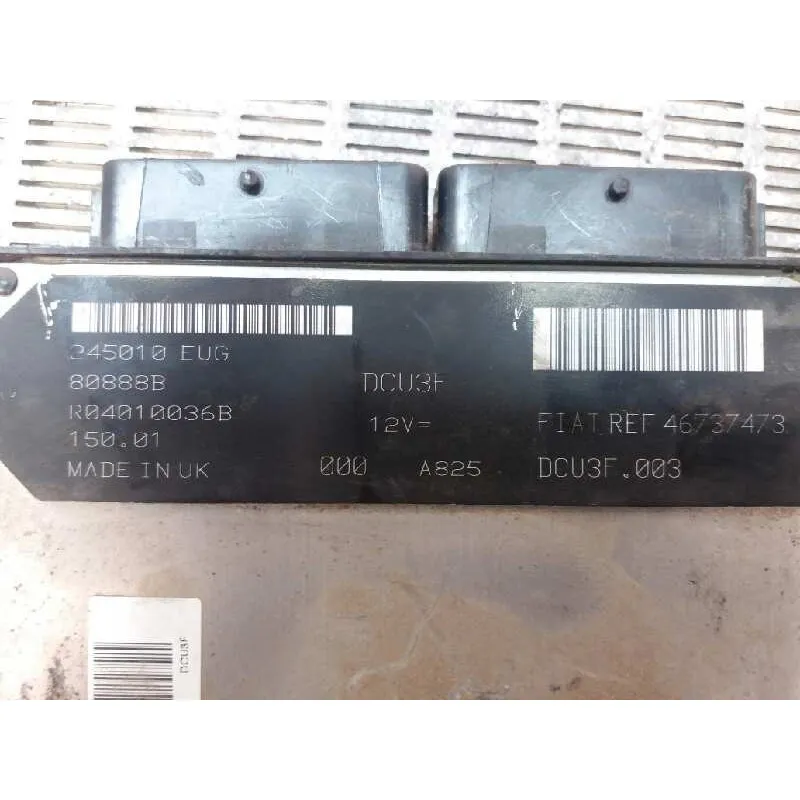 245010 EUG
80888B
R04010036B
150.01
MADE IN UK
000
A825
DCU3F
12V=
FIAT REF 46737473
DCU3F.003
DCU3F